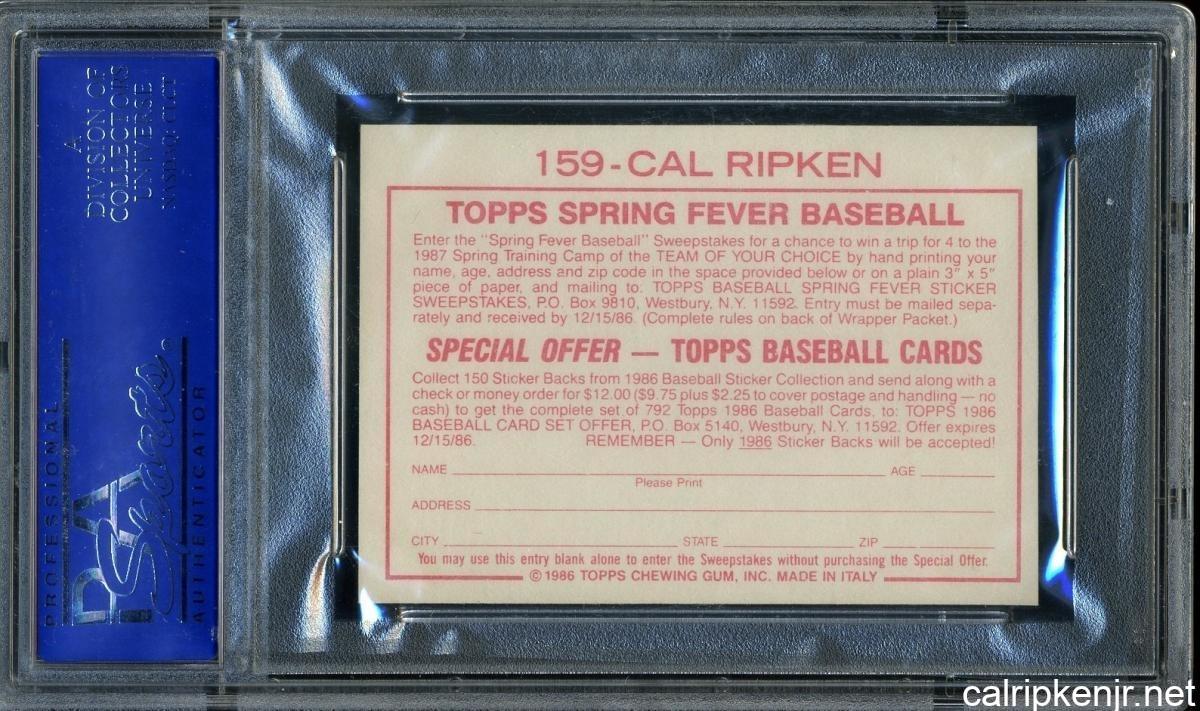 A
DIVISION OF
COLLECTORS
UNIVERSE
NASDAQ: CLCT
PROFESSIONAL
PSA
Sports®
AUTHENTICATOR
159-CAL RIPKEN
TOPPS SPRING FEVER BASEBALL
Enter the "Spring Fever Baseball" Sweepstakes for a chance to win a trip for 4 to the
1987 Spring Training Camp of the TEAM OF YOUR CHOICE by hand printing your
name, age, address and zip code in the space provided below or on a plain 3" x 5"
piece of paper, and mailing to: TOPPS BASEBALL SPRING FEVER STICKER
SWEEPSTAKES, P.O. Box 9810, Westbury, N.Y. 11592. Entry must be mailed sepa-
rately and received by 12/15/86. (Complete rules on back of Wrapper Packet.)
SPECIAL OFFER — TOPPS BASEBALL CARDS
Collect 150 Sticker Backs from 1986 Baseball Sticker Collection and send along with a
check or money order for $12.00 ($9.75 plus $2.25 to cover postage and handling — no
cash) to get the complete set of 792 Topps 1986 Baseball Cards, to: TOPPS 1986
BASEBALL CARD SET OFFER, P.O. Box 5140, Westbury, N.Y. 11592. Offer expires
12/15/86. REMEMBER — Only 1986 Sticker Backs will be accepted!
NAME AGE
Please Print
ADDRESS
CITY STATE ZIP
You may use this entry blank alone to enter the Sweepstakes without purchasing the Special Offer.
© 1986 TOPPS CHEWING GUM, INC. MADE IN ITALY
calripkenjr.net